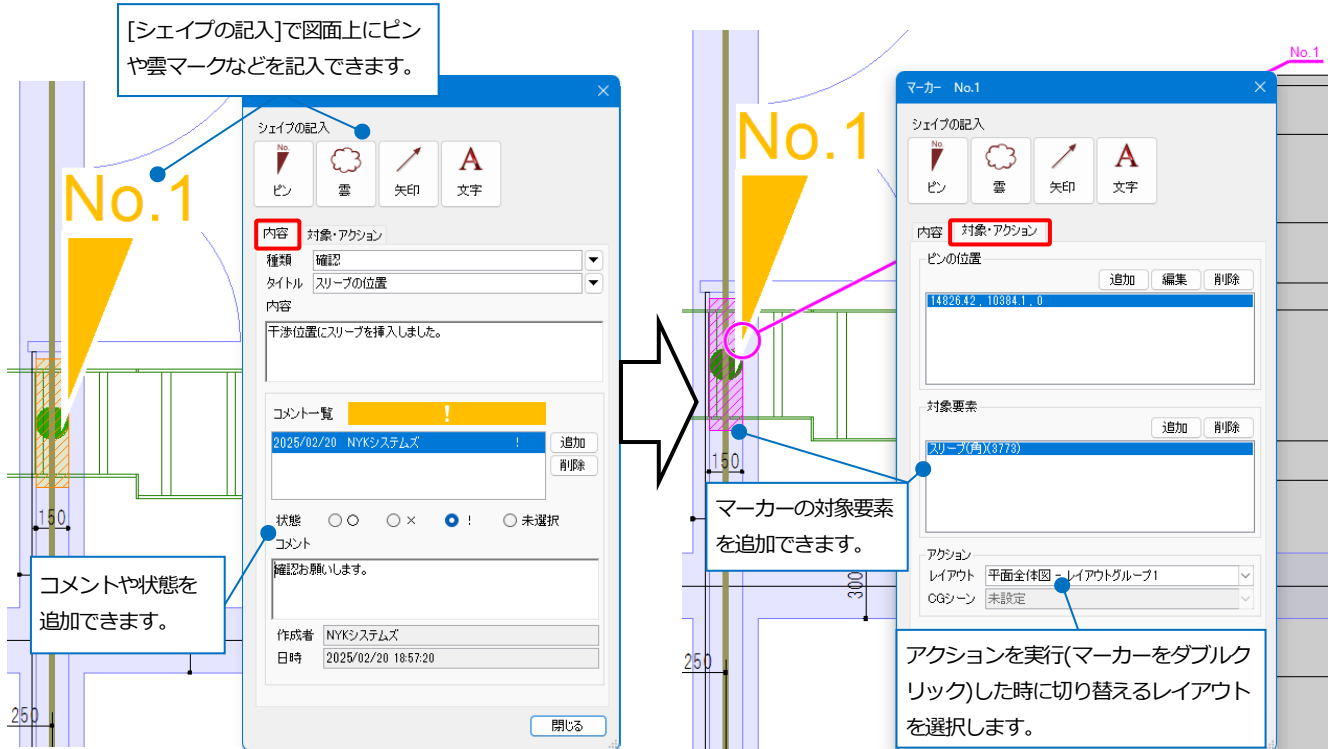 [シェイプの記入]で図面上にピン
や雲マークなどを記入できます。
No.1
150
250
シェイプの記入
No.
ピン
雲
矢印
A
文字
内容
対象・アクション
種類
確認
タイトル
スリーブの位置
内容
干渉位置にスリーブを挿入しました。
コメント一覧
!
2025/02/20 NYKシステムズ !
追加
削除
状態
○
×
!
未選択
コメント
確認お願いします。
作成者
NYKシステムズ
日時
2025/02/20 18:57:20
閉じる
コメントや状態を
追加できます。
No.1
No.1
150
300
250
マーカー No.1
シェイプの記入
No.
ピン
雲
矢印
A
文字
内容
対象・アクション
ピンの位置
追加
編集
削除
14826.42 , 10384.1 , 0
対象要素
追加
削除
スリーブ(角)(3773)
アクション
レイアウト
平面全体図 - レイアウトグループ1
CGシーン
未設定
マーカーの対象要素
を追加できます。
アクションを実行(マーカーをダブルク
リック)した時に切り替えるレイアウト
を選択します。